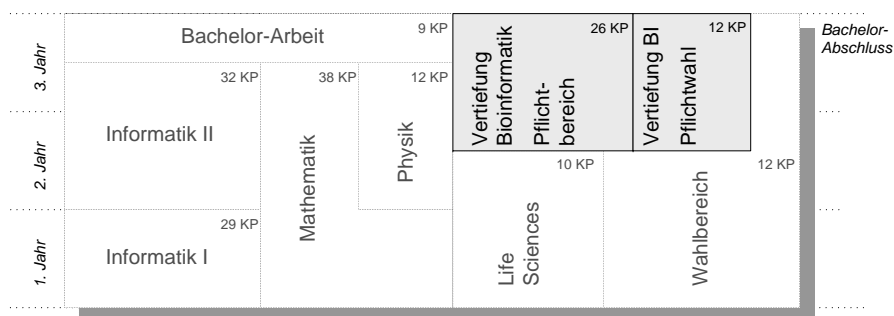 Bachelor-Arbeit
9 KP
26 KP
12 KP
Bachelor-
Abschluss
3. Jahr
32 KP
38 KP
12 KP
Vertiefung
Bioinformatik
Pflicht-
bereich
Vertiefung BI
Pflichtwahl
Informatik II
Mathematik
Physik
2. Jahr
10 KP
12 KP
29 KP
Informatik I
1. Jahr
Life
Sciences
Wahlbereich